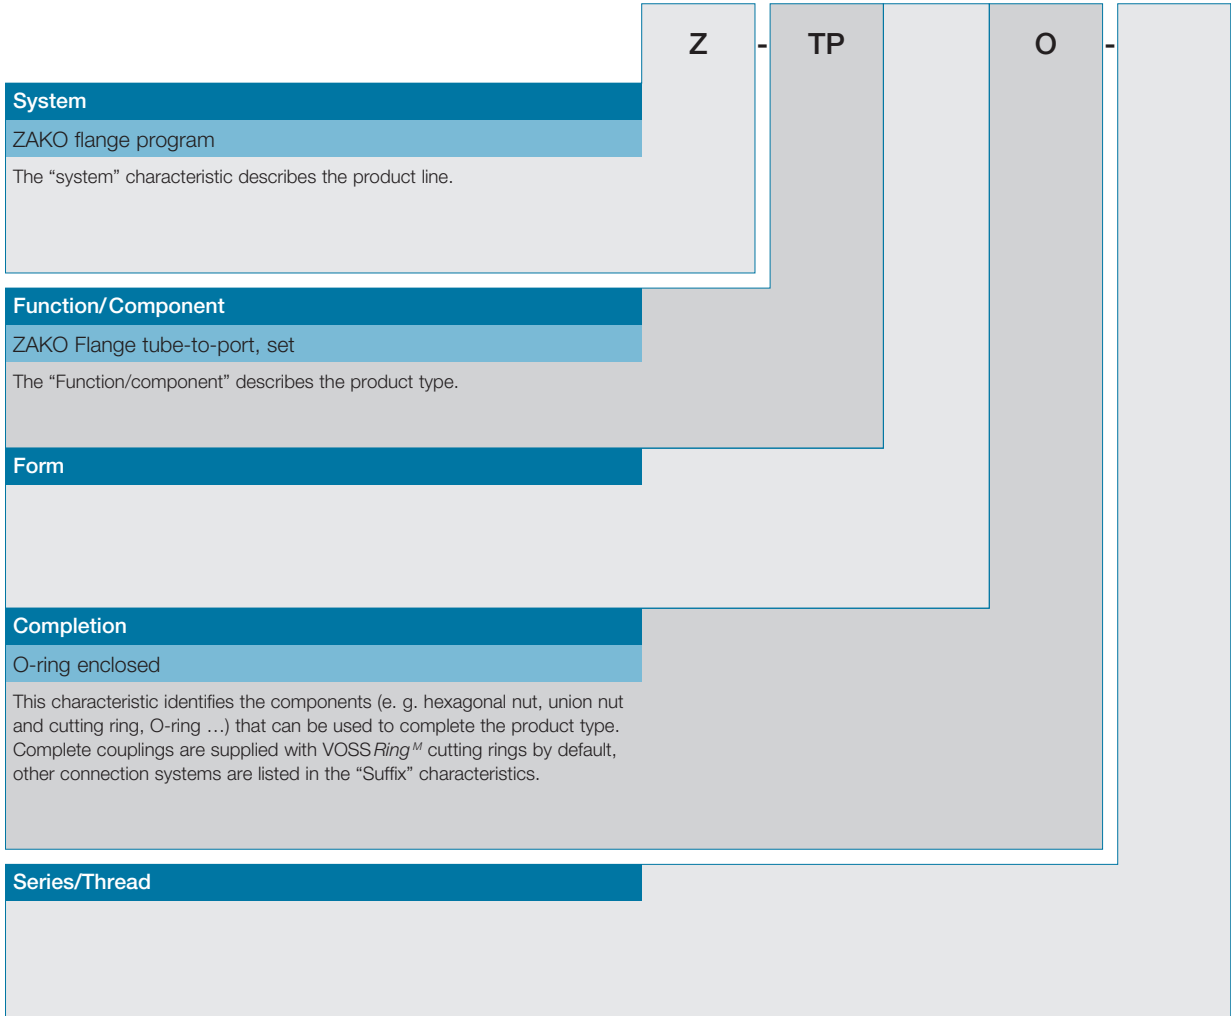 Z - TP O -
System
ZAKO flange program
The “system” characteristic describes the product line.
Function/Component
ZAKO Flange tube-to-port, set
The “Function/component” describes the product type.
Form
Completion
O-ring enclosed
This characteristic identifies the components (e. g. hexagonal nut, union nut
and cutting ring, O-ring …) that can be used to complete the product type.
Complete couplings are supplied with VOSSRing M cutting rings by default,
other connection systems are listed in the “Suffix” characteristics.
Series/Thread